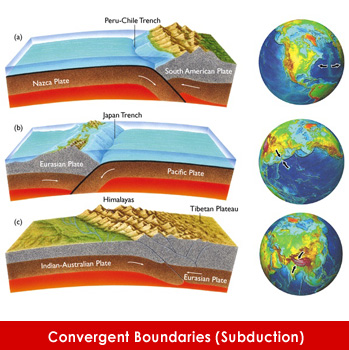 Peru-Chile Trench
(a)
Nazca Plate
South American Plate
Japan Trench
(b)
Eurasian Plate
Pacific Plate
Himalayas
(c)
Tibetan Plateau
Indian-Australian Plate
Eurasian Plate
Convergent Boundaries (Subduction)